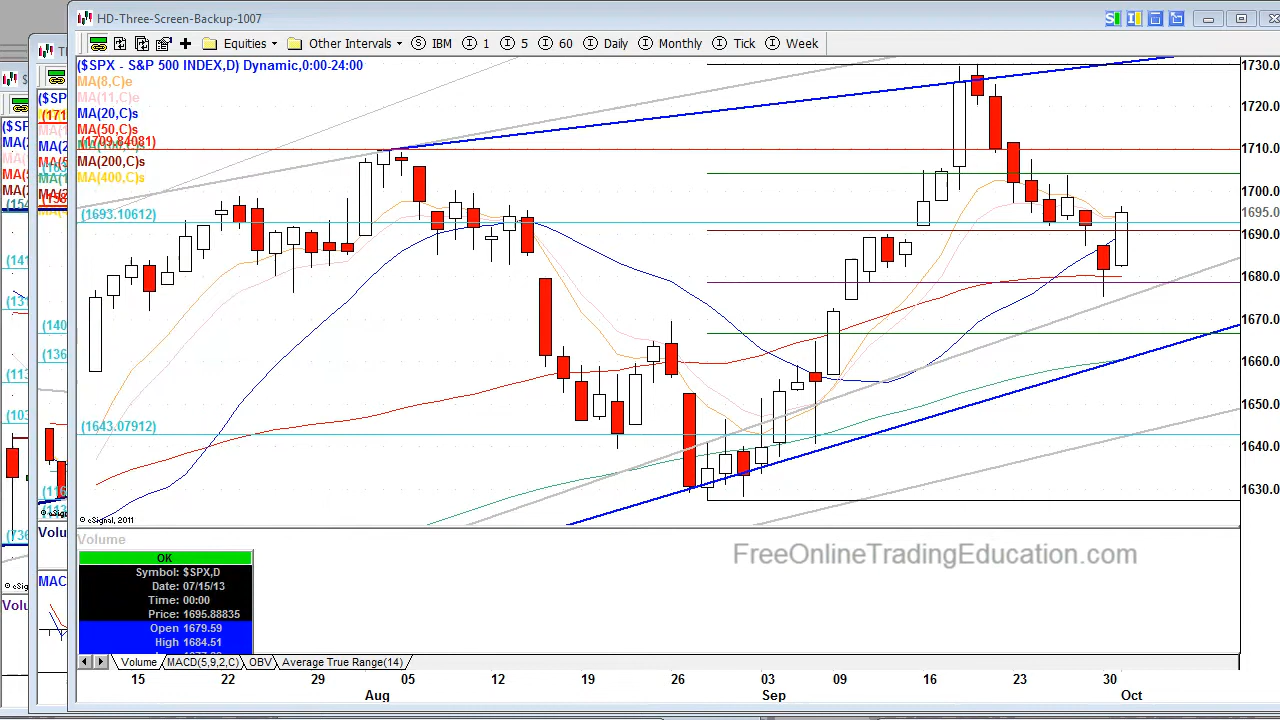 HD-Three-Screen-Backup-1007
Equities
Other Intervals
IBM
1
5
60
Daily
Monthly
Tick
Week
($SPX - S&P 500 INDEX,D) Dynamic,0:00-24:00
MA(8,C)e
MA(11,C)e
MA(20,C)s
MA(50,C)s
(1709.84081)
MA(200,C)s
MA(400,C)s
(1693.10612)
(1643.07912)
1730.0
1720.0
1710.0
1700.0
1695.0
1690.0
1680.0
1670.0
1660.0
1650.0
1640.0
1630.0
© eSignal, 2011
Volume
FreeOnlineTradingEducation.com
OK
Symbol: $SPX,D
Date: 07/15/13
Time: 00:00
Price: 1695.88835
Open 1679.59
High 1684.51
Volume
MACD(5,9,2,C)
OBV
Average True Range(14)
15
22
29
05
12
19
26
03
09
16
23
30
Aug
Sep
Oct